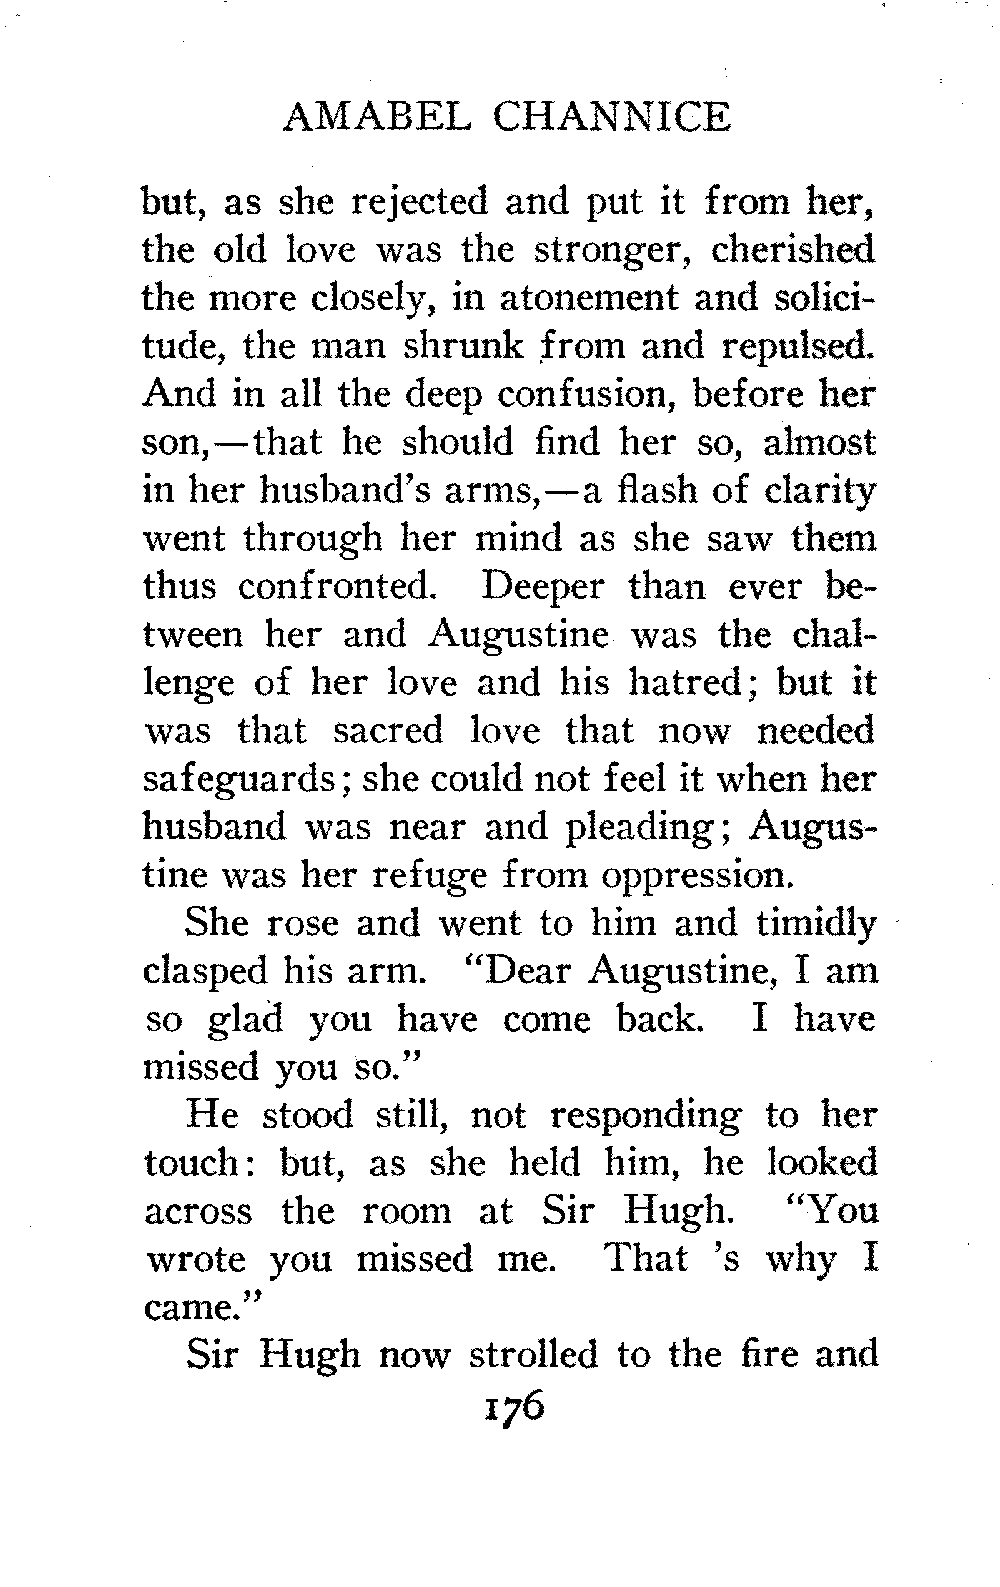 AMABEL CHANNICE
but, as she rejected and put it from her,
the old love was the stronger, cherished
the more closely, in atonement and solici-
tude, the man shrunk from and repulsed.
And in all the deep confusion, before her
son,—that he should find her so, almost
in her husband's arms,—a flash of clarity
went through her mind as she saw them
thus confronted. Deeper than ever be-
tween her and Augustine was the chal-
lenge of her love and his hatred; but it
was that sacred love that now needed
safeguards; she could not feel it when her
husband was near and pleading; Augus-
tine was her refuge from oppression.
She rose and went to him and timidly
clasped his arm. “Dear Augustine, I am
so glad you have come back. I have
missed you so.”
He stood still, not responding to her
touch: but, as she held him, he looked
across the room at Sir Hugh. “You
wrote you missed me. That 's why I
came.”
Sir Hugh now strolled to the fire and
176